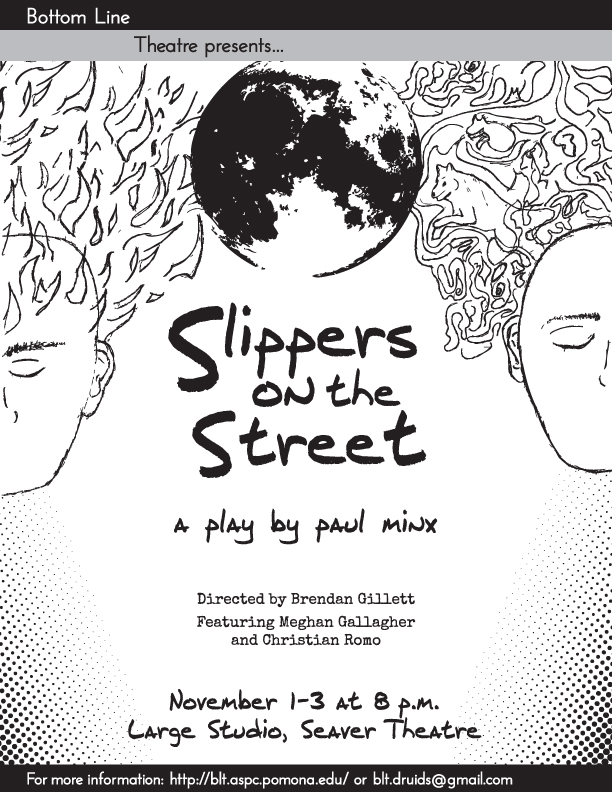 Bottom Line
Theatre presents...
Slippers
on the
Street
a play by paul minx
Directed by Brendan Gillett
Featuring Meghan Gallagher
and Christian Romo
November 1-3 at 8 p.m.
Large Studio, Seaver Theatre
For more information: http://blt.aspc.pomona.edu/ or blt.druids@gmail.com